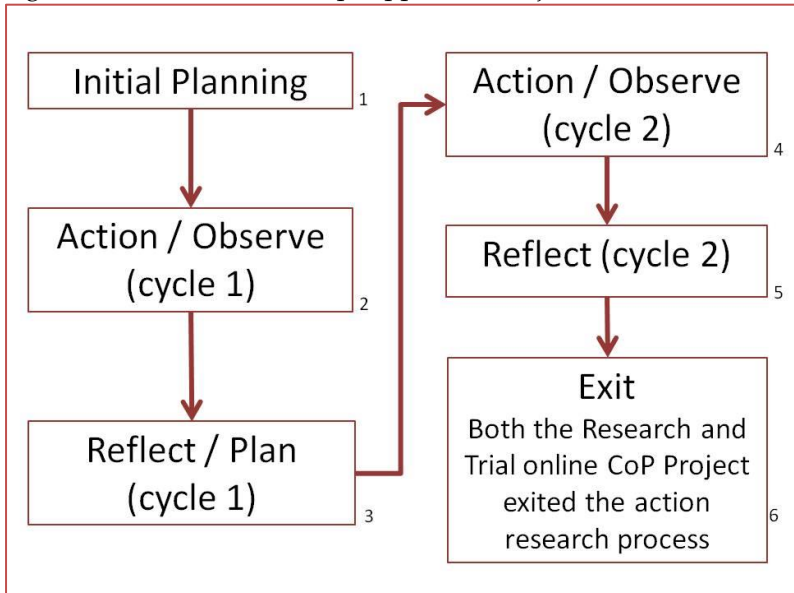 Initial Planning
1
Action / Observe
(cycle 1)
2
Reflect / Plan
(cycle 1)
3
Action / Observe
(cycle 2)
4
Reflect (cycle 2)
5
Exit
Both the Research and
Trial online CoP Project
exited the action
research process
6